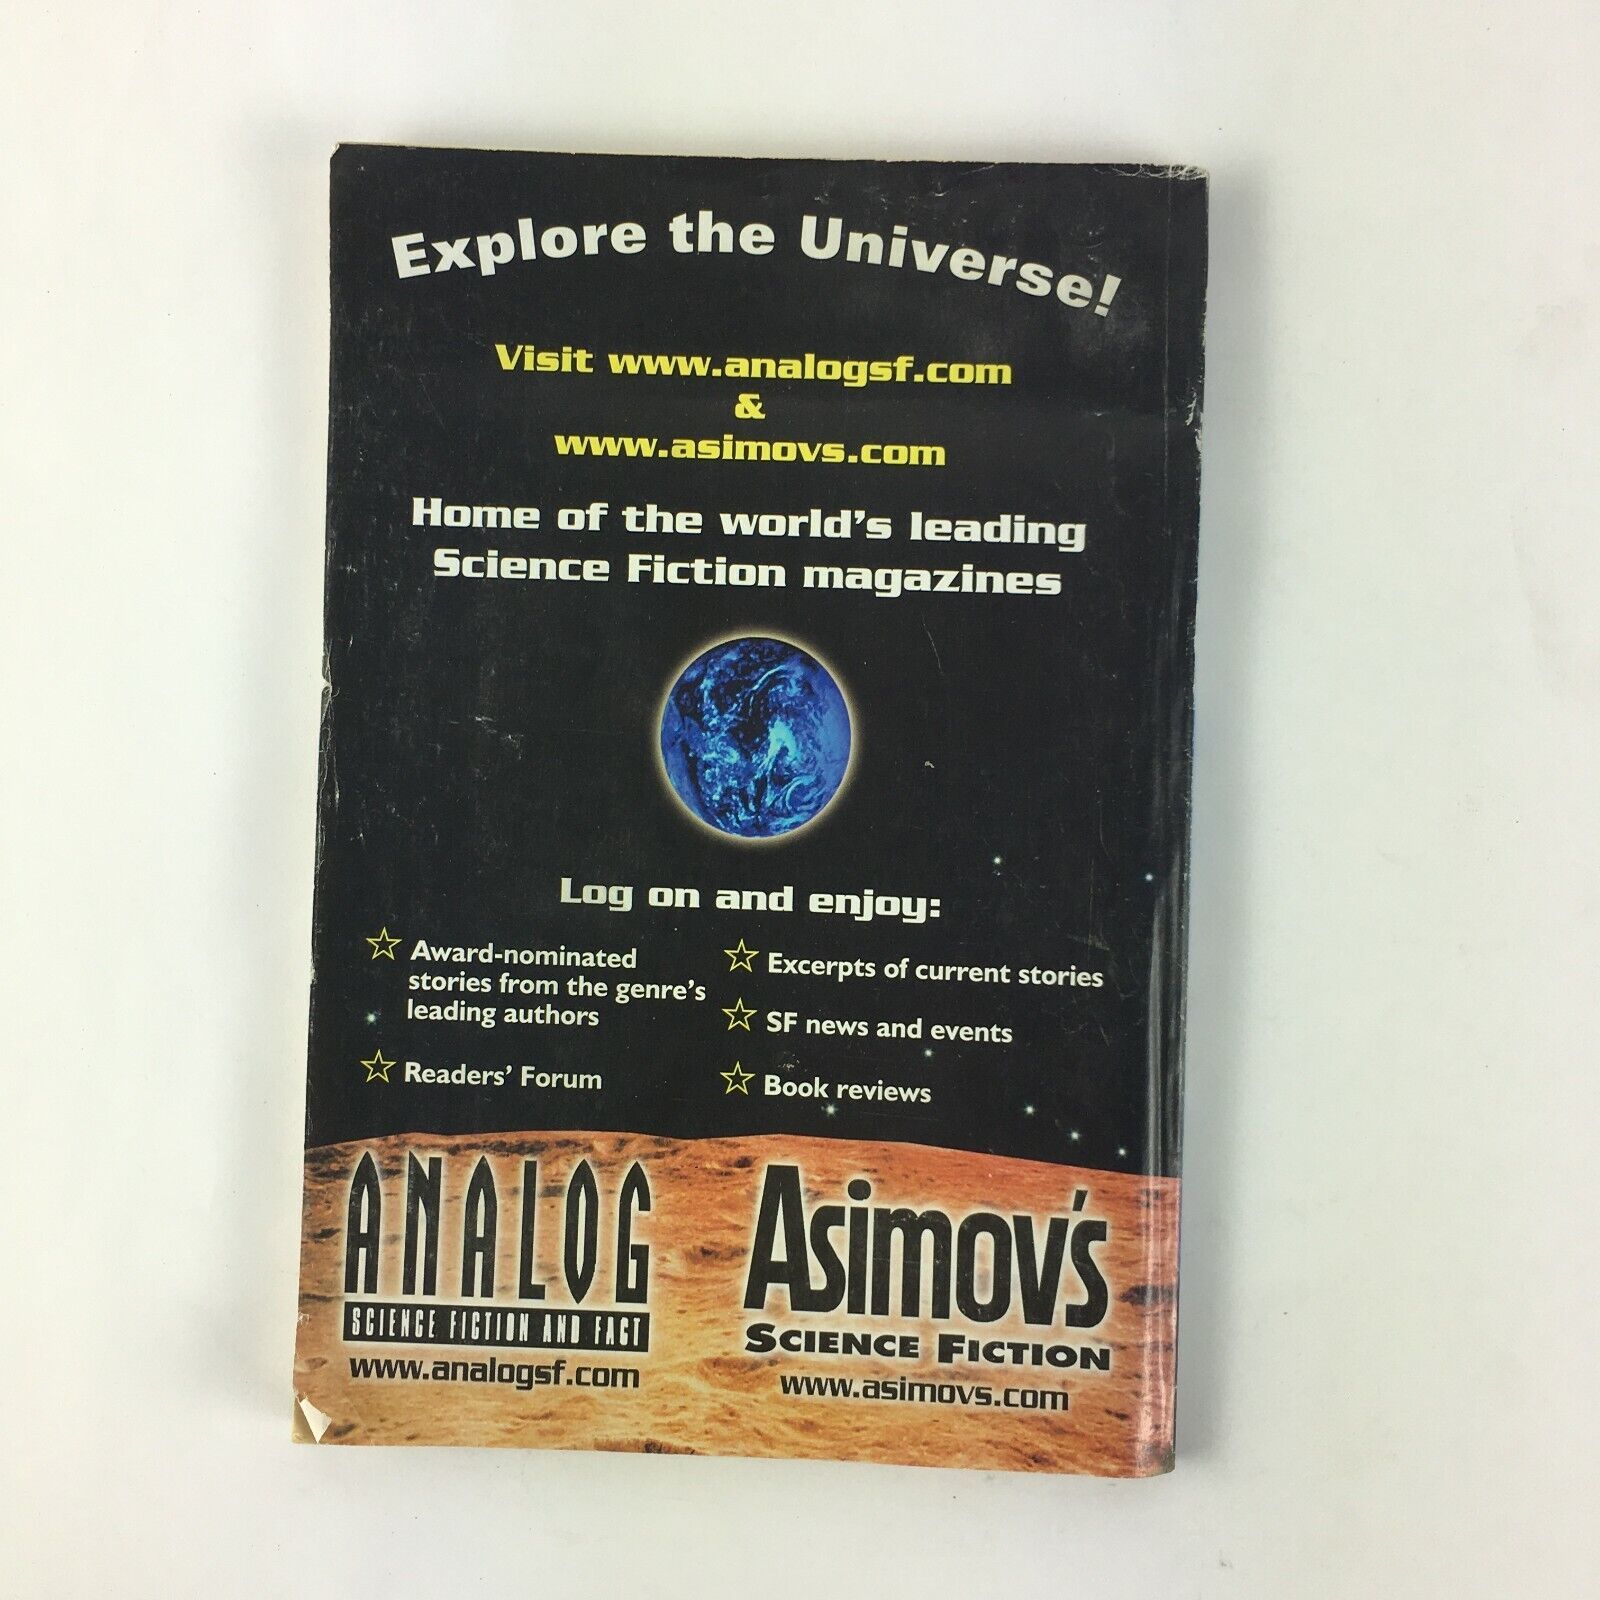 Explore the Universe!
Visit www.analogsf.com
&
www.asimovs.com
Home of the world's leading
Science Fiction magazines
Log on and enjoy:
Award-nominated
stories from the genre's
leading authors
Readers' Forum
Excerpts of current stories
SF news and events
Book reviews
ANALOG
SCIENCE FICTION AND FACT
www.analogsf.com
Asimov's
SCIENCE FICTION
www.asimovs.com